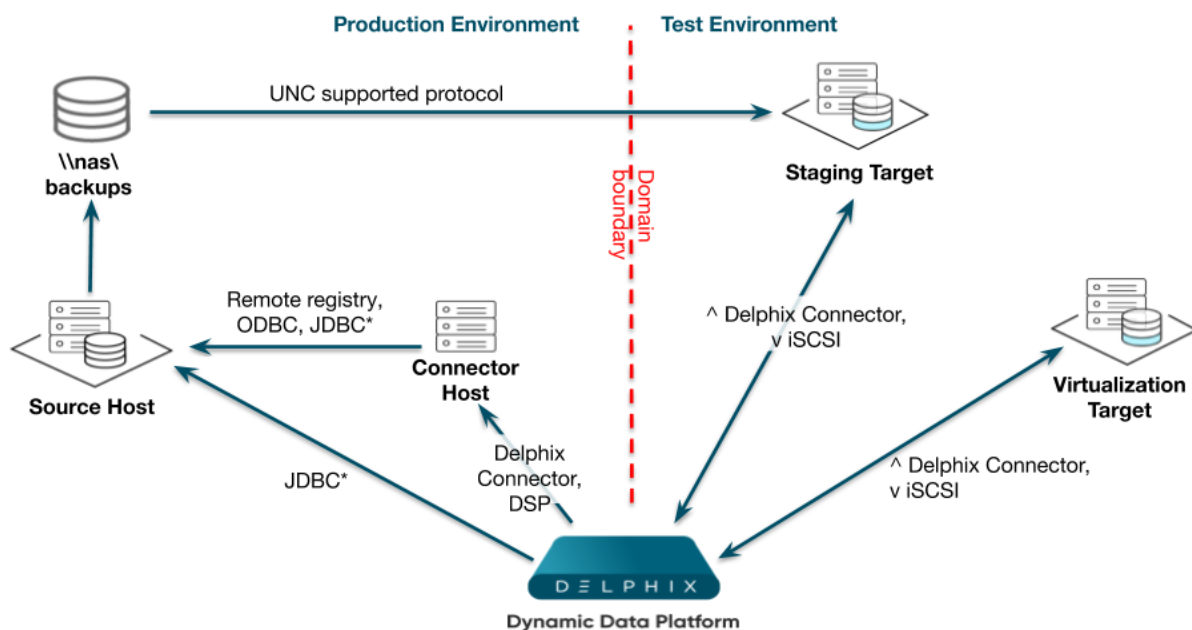 Production Environment
Test Environment
UNC supported protocol
\\nas\
backups
Staging Target
Domain
boundary
Remote registry,
ODBC, JDBC*
Connector
Host
Source Host
^ Delphix Connector,
v iSCSI
Virtualization
Target
JDBC*
Delphix
Connector,
DSP
^ Delphix Connector,
v iSCSI
DELPHIX
Dynamic Data Platform